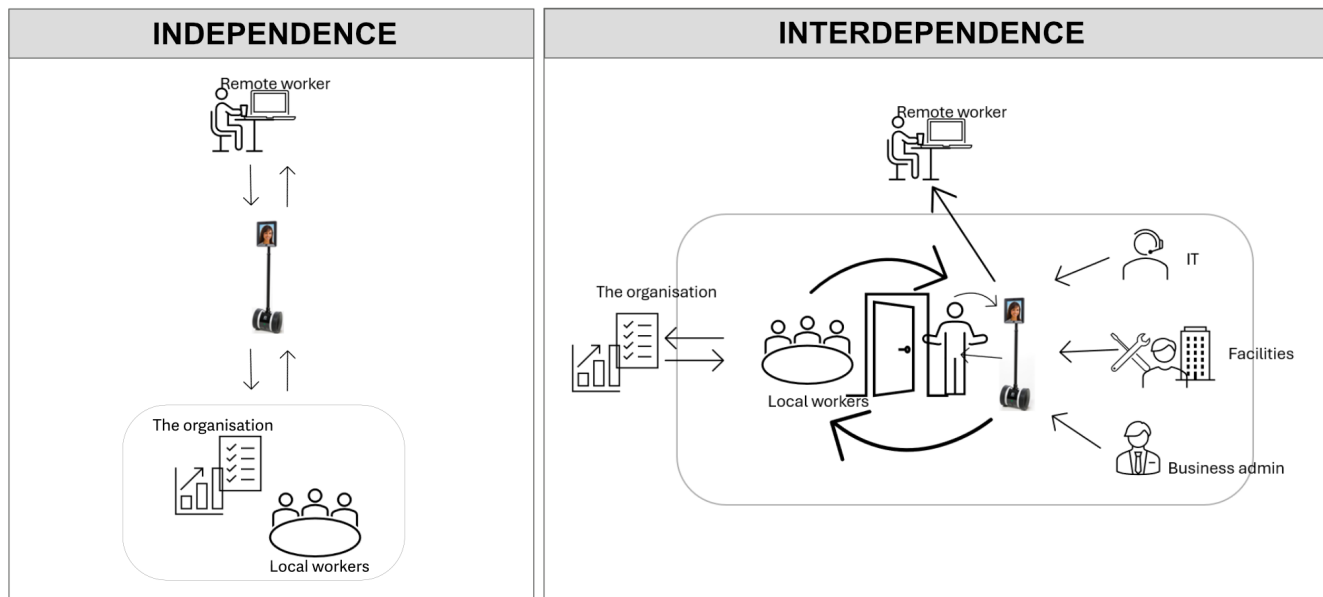 INDEPENDENCE
Remote worker
The organisation
Local workers
INTERDEPENDENCE
Remote worker
IT
The organisation
Facilities
Local workers
Business admin